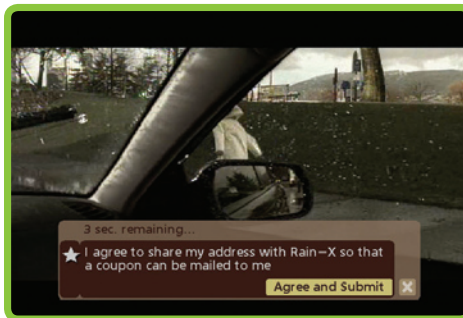 3 sec. remaining...
I agree to share my address with Rain-X so that
a coupon can be mailed to me
Agree and Submit
X